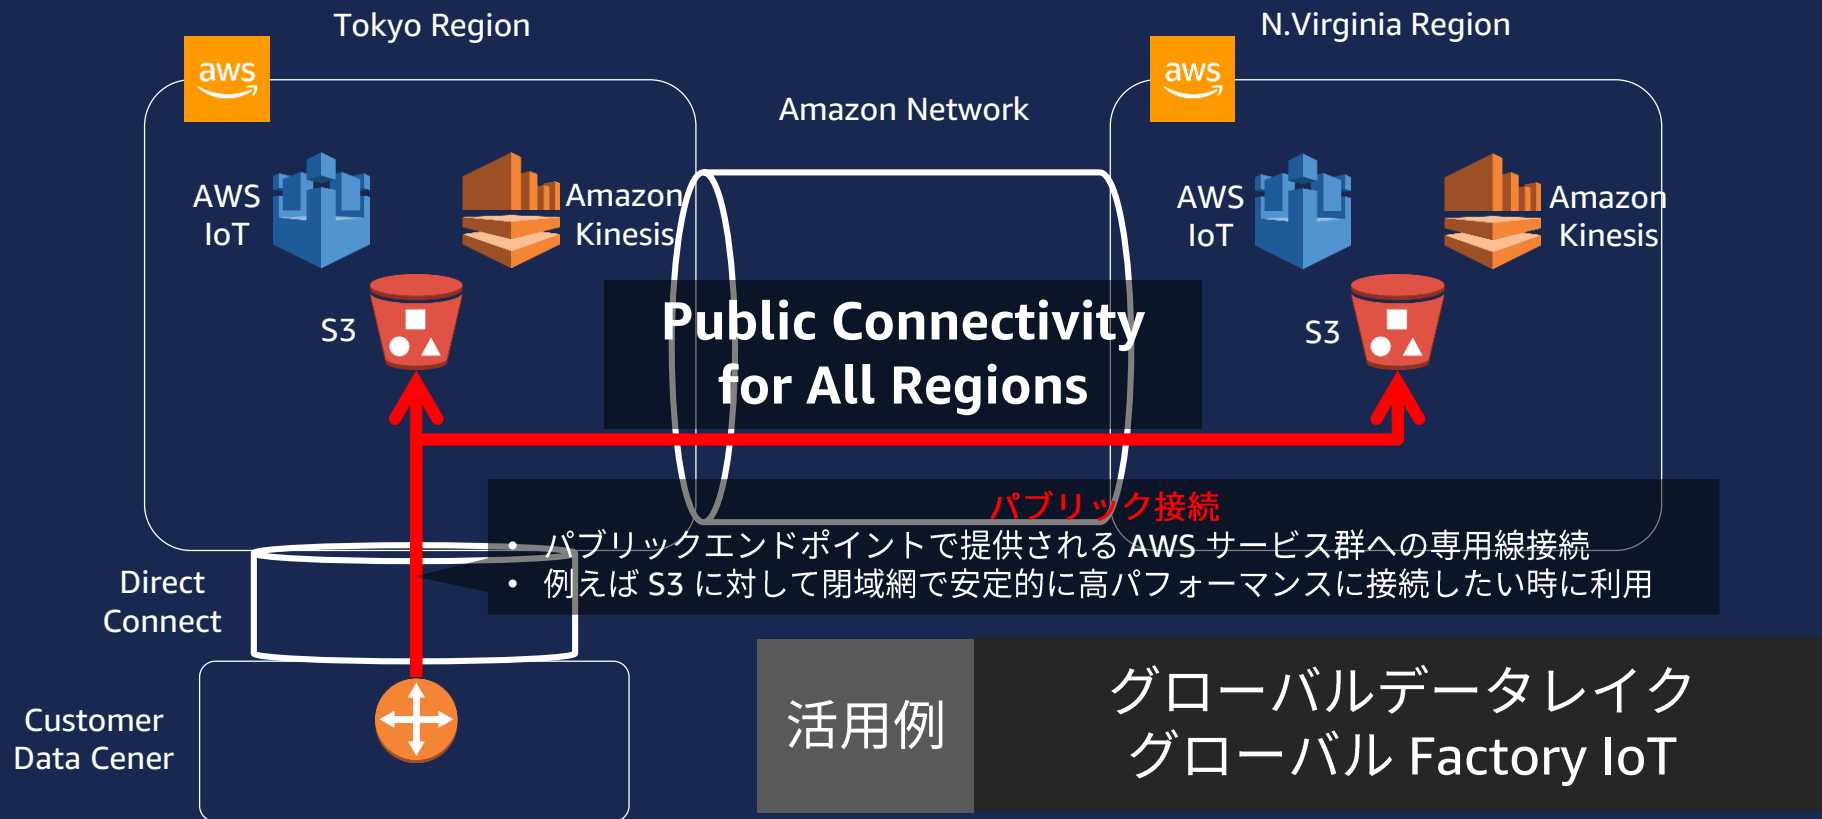 Tokyo Region
N.Virginia Region
aws
aws
Amazon Network
AWS
IoT
Amazon
Kinesis
AWS
IoT
Amazon
Kinesis
S3
S3
Public Connectivity
for All Regions
パブリック接続
• パブリックエンドポイントで提供される AWS サービス群への専用線接続
• 例えば S3 に対して閉域網で安定的に高パフォーマンスに接続したい時に利用
Direct
Connect
Customer
Data Cener
活用例
グローバルデータレイク
グローバル Factory IoT